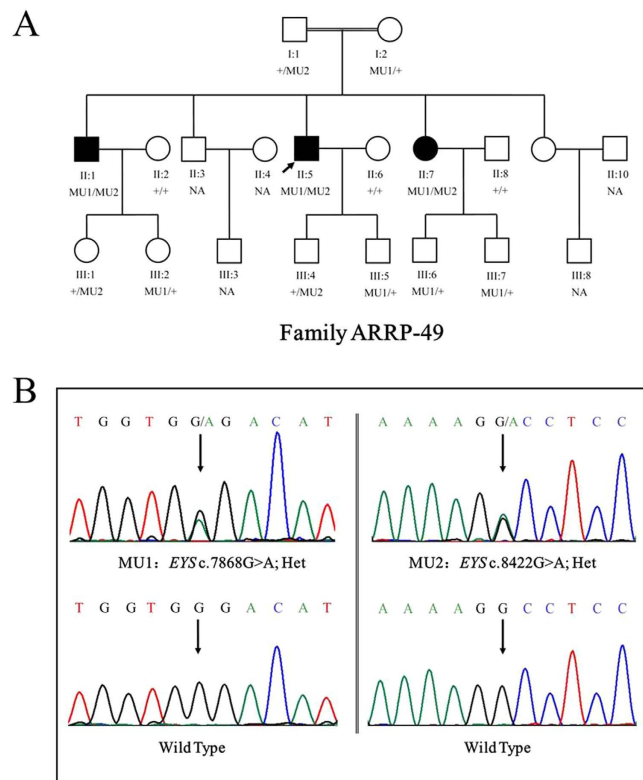 A
I:1 I:2
+/MU2 MU1/+
II:1 II:2 II:3 II:4 II:5 II:6 II:7 II:8 II:10
MU1/MU2 +/+ NA NA MU1/MU2 +/+ MU1/MU2 +/+ NA
III:1 III:2 III:3 III:4 III:5 III:6 III:7 III:8
+/MU2 MU1/+ NA +/MU2 MU1/+ MU1/+ MU1/+ NA
Family ARRP-49
B
T G G T G G/A G A C A T
A A A A G G/A C C T C C
MU1: EYS c.7868G>A; Het
MU2: EYS c.8422G>A; Het
T G G T G G G A C A T
A A A A G G C C T C C
Wild Type
Wild Type